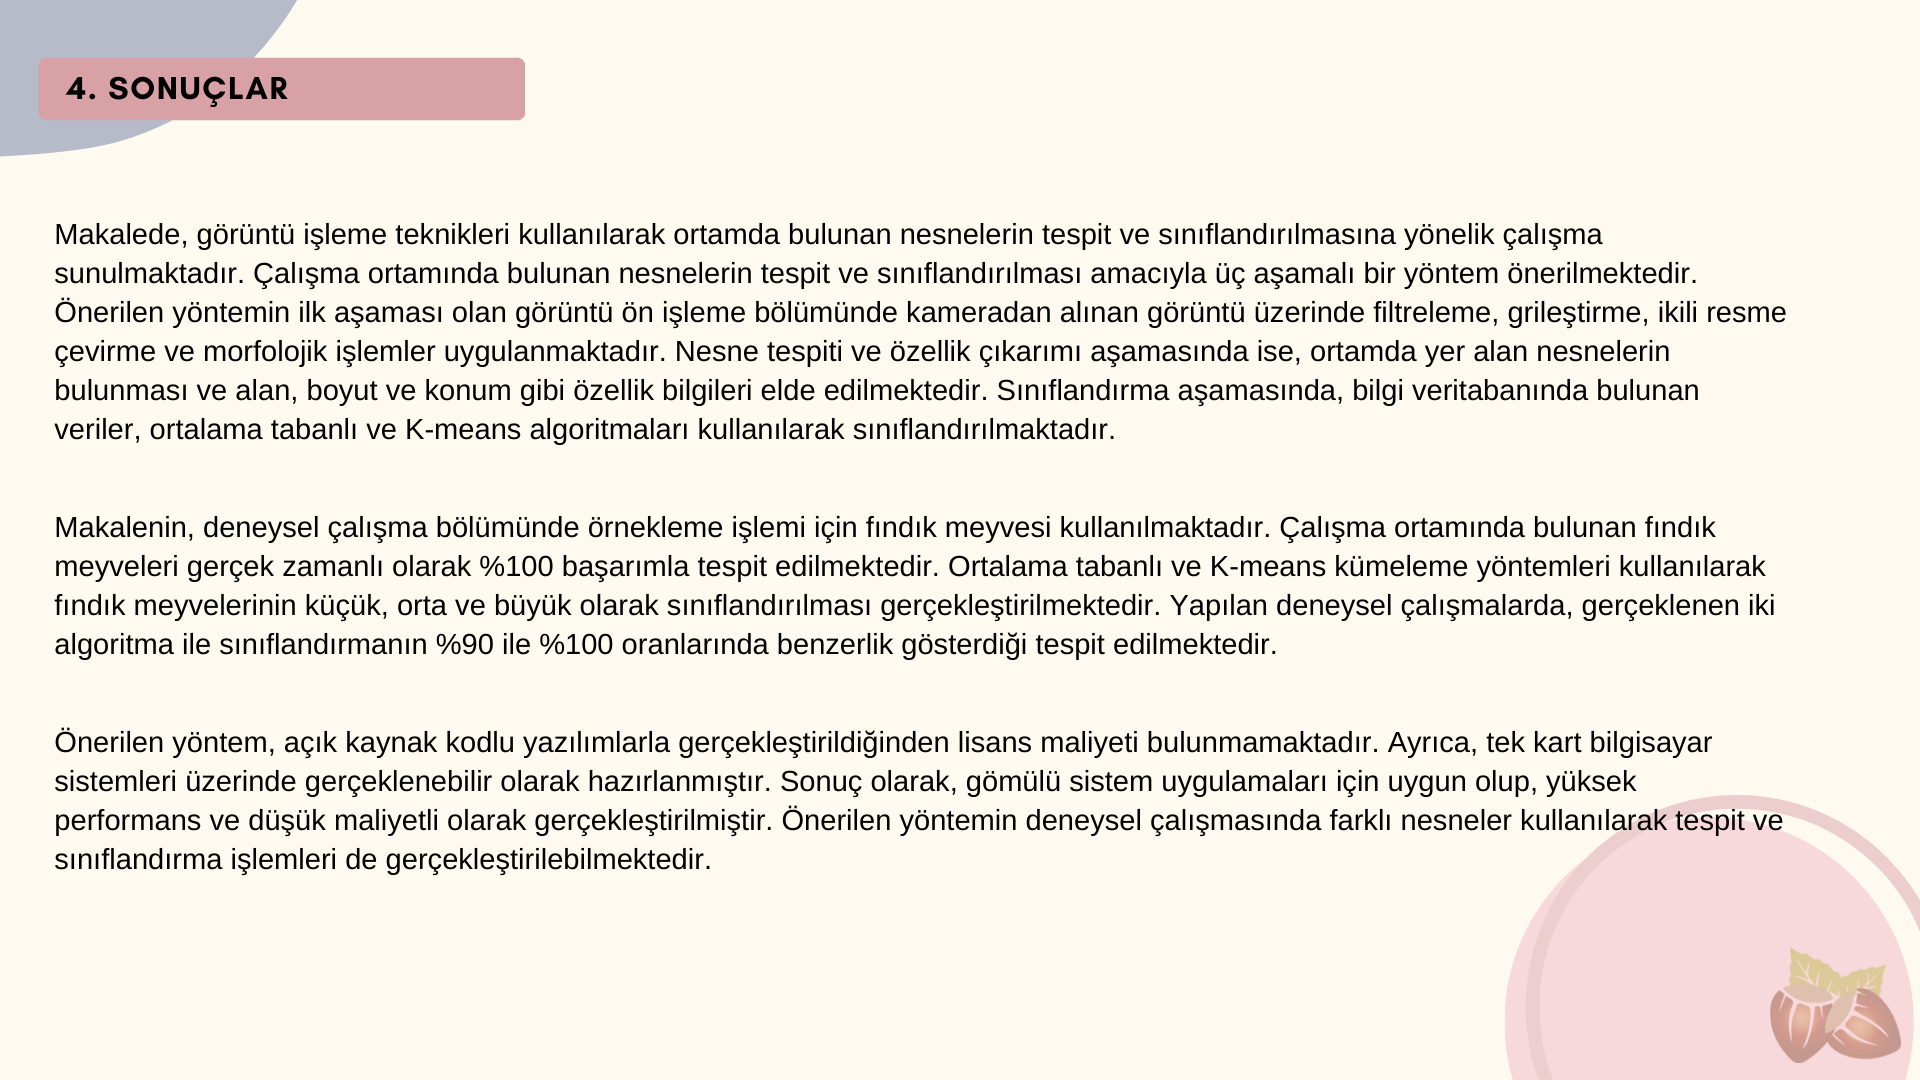 4. SONUÇLAR
Makalede, görüntü işleme teknikleri kullanılarak ortamda bulunan nesnelerin tespit ve sınıflandırılmasına yönelik çalışma
sunulmaktadır. Çalışma ortamında bulunan nesnelerin tespit ve sınıflandırılması amacıyla üç aşamalı bir yöntem önerilmektedir.
Önerilen yöntemin ilk aşaması olan görüntü ön işleme bölümünde kameradan alınan görüntü üzerinde filtreleme, grileştirme, ikili resme
çevirme ve morfolojik işlemler uygulanmaktadır. Nesne tespiti ve özellik çıkarımı aşamasında ise, ortamda yer alan nesnelerin
bulunması ve alan, boyut ve konum gibi özellik bilgileri elde edilmektedir. Sınıflandırma aşamasında, bilgi veritabanında bulunan
veriler, ortalama tabanlı ve K-means algoritmaları kullanılarak sınıflandırılmaktadır.
Makalenin, deneysel çalışma bölümünde örnekleme işlemi için fındık meyvesi kullanılmaktadır. Çalışma ortamında bulunan fındık
meyveleri gerçek zamanlı olarak %100 başarımla tespit edilmektedir. Ortalama tabanlı ve K-means kümeleme yöntemleri kullanılarak
fındık meyvelerinin küçük, orta ve büyük olarak sınıflandırılması gerçekleştirilmektedir. Yapılan deneysel çalışmalarda, gerçeklenen iki
algoritma ile sınıflandırmanın %90 ile %100 oranlarında benzerlik gösterdiği tespit edilmektedir.
Önerilen yöntem, açık kaynak kodlu yazılımlarla gerçekleştirildiğinden lisans maliyeti bulunmamaktadır. Ayrıca, tek kart bilgisayar
sistemleri üzerinde gerçeklenebilir olarak hazırlanmıştır. Sonuç olarak, gömülü sistem uygulamaları için uygun olup, yüksek
performans ve düşük maliyetli olarak gerçekleştirilmiştir. Önerilen yöntemin deneysel çalışmasında farklı nesneler kullanılarak tespit ve
sınıflandırma işlemleri de gerçekleştirilebilmektedir.